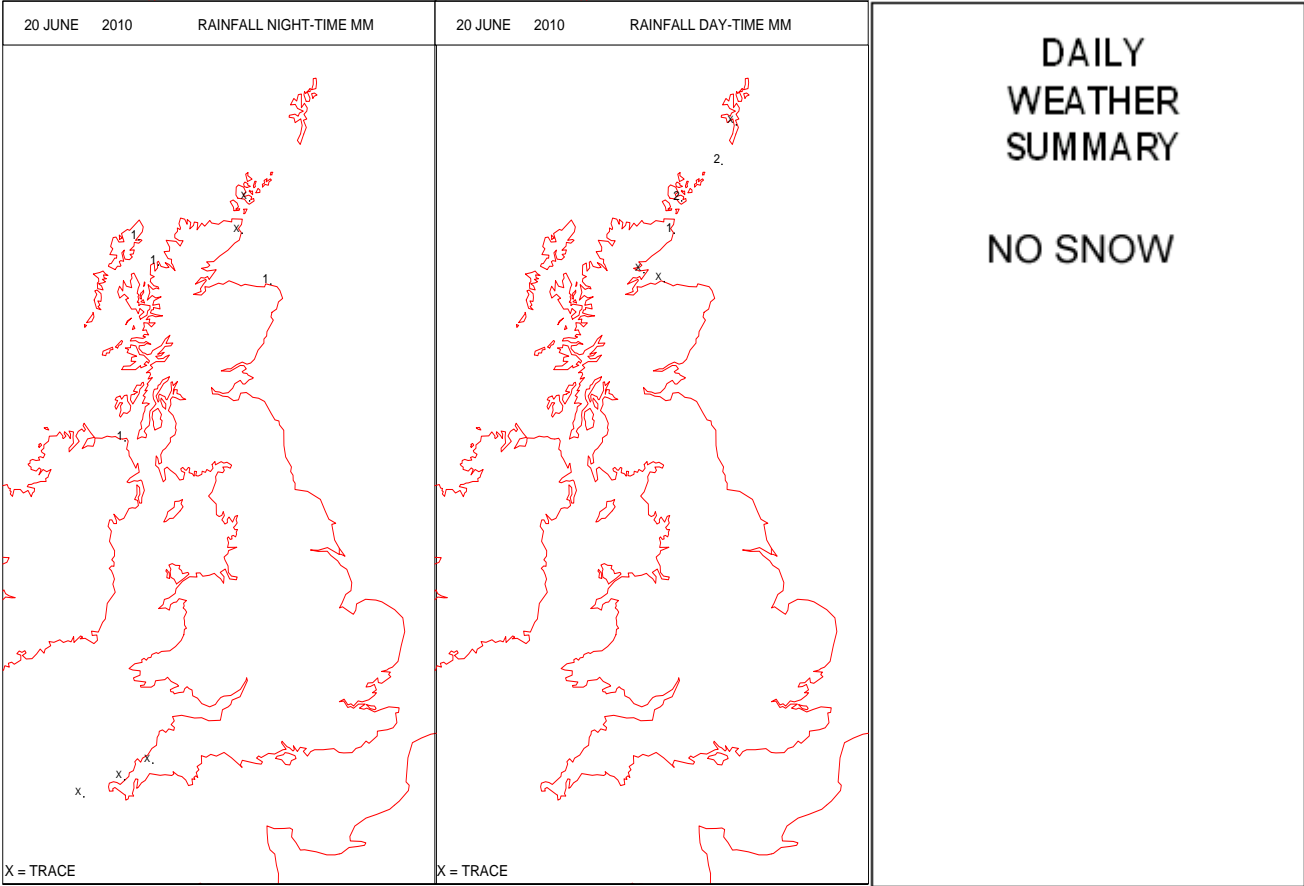 20 JUNE 2010 RAINFALL NIGHT-TIME MM
X.
1.
X.
1.
1.
1.
X.
X.
X.
X = TRACE
20 JUNE 2010 RAINFALL DAY-TIME MM
X.
2.
2.
1.
X.
X.
X = TRACE
DAILY
WEATHER
SUMMARY
NO SNOW